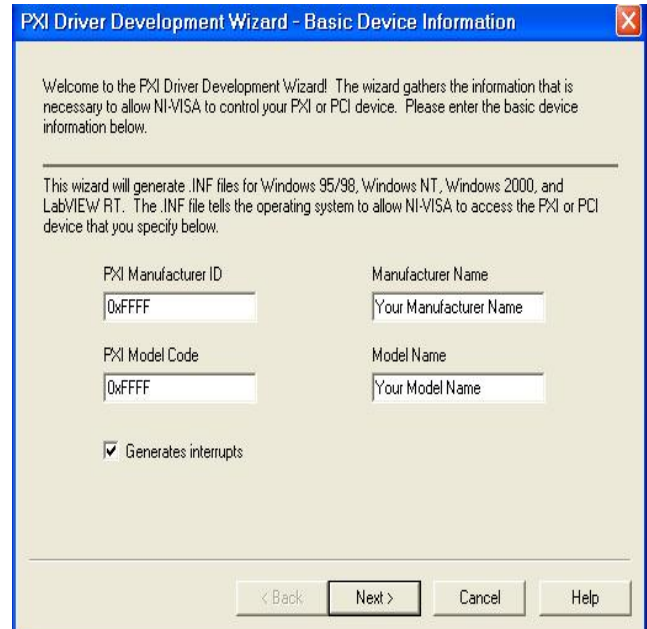 PXI Driver Development Wizard - Basic Device Information
Welcome to the PXI Driver Development Wizard! The wizard gathers the information that is
necessary to allow NI-VISA to control your PXI or PCI device. Please enter the basic device
information below.
This wizard will generate .INF files for Windows 95/98, Windows NT, Windows 2000, and
LabVIEW RT. The .INF file tells the operating system to allow NI-VISA to access the PXI or PCI
device that you specify below.
PXI Manufacturer ID
Manufacturer Name
0xFFFF
Your Manufacturer Name
PXI Model Code
Model Name
0xFFFF
Your Model Name
Generates interrupts
< Back
Next >
Cancel
Help